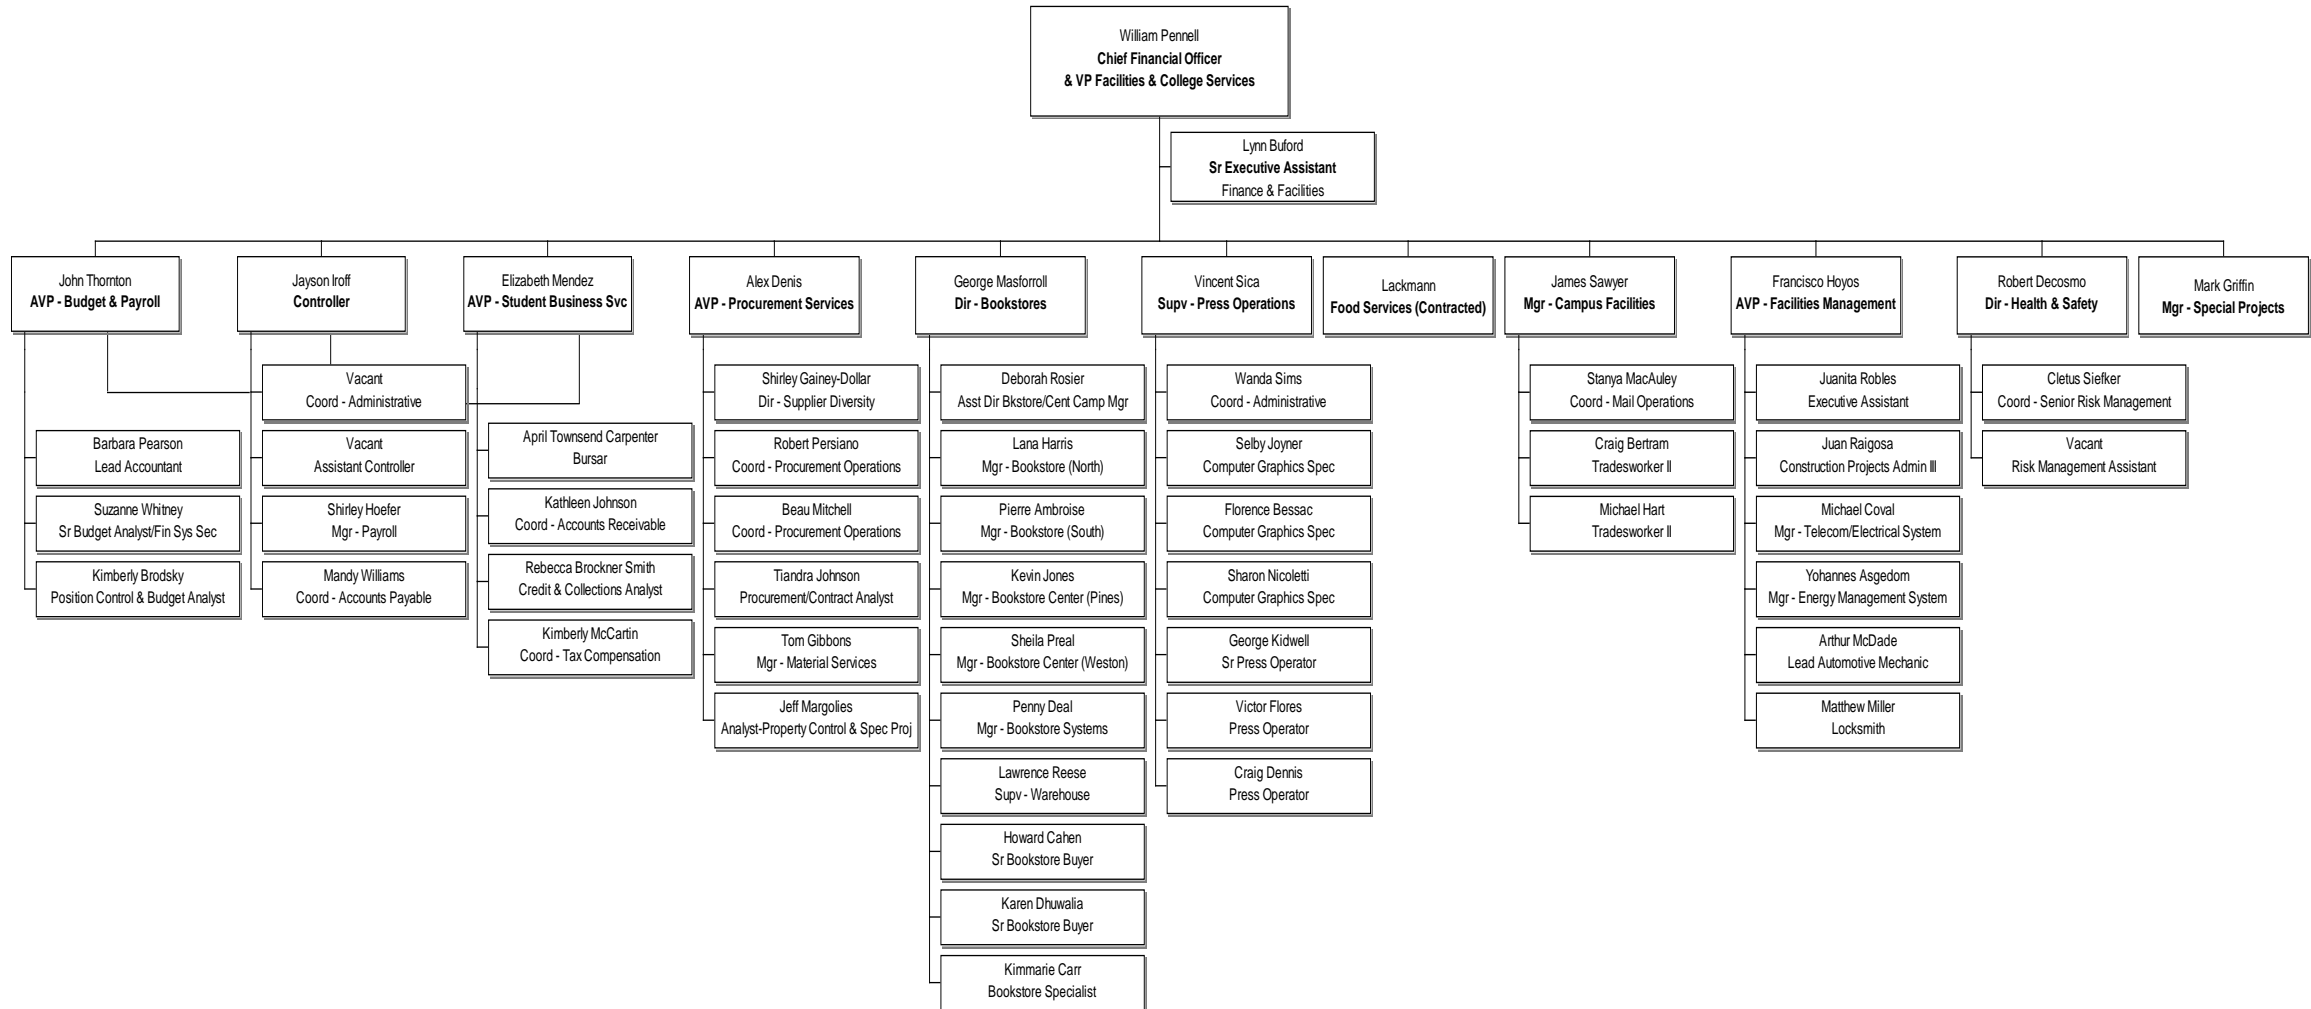 William Pennell
Chief Financial Officer
& VP Facilities & College Services
Lynn Buford
Sr Executive Assistant
Finance & Facilities
John Thornton
AVP - Budget & Payroll
Jayson Iroff
Controller
Elizabeth Mendez
AVP - Student Business Svc
Alex Denis
AVP - Procurement Services
George Masforroll
Dir - Bookstores
Vincent Sica
Supv - Press Operations
Lackmann
Food Services (Contracted)
James Sawyer
Mgr - Campus Facilities
Francisco Hoyos
AVP - Facilities Management
Robert Decosmo
Dir - Health & Safety
Mark Griffin
Mgr - Special Projects
Barbara Pearson
Lead Accountant
Suzanne Whitney
Sr Budget Analyst/Fin Sys Sec
Kimberly Brodsky
Position Control & Budget Analyst
Vacant
Coord - Administrative
Vacant
Assistant Controller
Shirley Hoefer
Mgr - Payroll
Mandy Williams
Coord - Accounts Payable
April Townsend Carpenter
Bursar
Kathleen Johnson
Coord - Accounts Receivable
Rebecca Brockner Smith
Credit & Collections Analyst
Kimberly McCartin
Coord - Tax Compensation
Shirley Gainey-Dollar
Dir - Supplier Diversity
Robert Persiano
Coord - Procurement Operations
Beau Mitchell
Coord - Procurement Operations
Tiandra Johnson
Procurement/Contract Analyst
Tom Gibbons
Mgr - Material Services
Jeff Margolies
Analyst-Property Control & Spec Proj
Deborah Rosier
Asst Dir Bkstore/Cent Camp Mgr
Lana Harris
Mgr - Bookstore (North)
Pierre Ambroise
Mgr - Bookstore (South)
Kevin Jones
Mgr - Bookstore Center (Pines)
Sheila Preal
Mgr - Bookstore Center (Weston)
Penny Deal
Mgr - Bookstore Systems
Lawrence Reese
Supv - Warehouse
Howard Cahen
Sr Bookstore Buyer
Karen Dhuwalia
Sr Bookstore Buyer
Kimmarie Carr
Bookstore Specialist
Wanda Sims
Coord - Administrative
Selby Joyner
Computer Graphics Spec
Florence Bessac
Computer Graphics Spec
Sharon Nicoletti
Computer Graphics Spec
George Kidwell
Sr Press Operator
Victor Flores
Press Operator
Craig Dennis
Press Operator
Stanya MacAuley
Coord - Mail Operations
Craig Bertram
Tradesworker II
Michael Hart
Tradesworker II
Juanita Robles
Executive Assistant
Juan Raigosa
Construction Projects Admin III
Michael Coval
Mgr - Telecom/Electrical System
Yohannes Asgedom
Mgr - Energy Management System
Arthur McDade
Lead Automotive Mechanic
Matthew Miller
Locksmith
Cletus Siefker
Coord - Senior Risk Management
Vacant
Risk Management Assistant